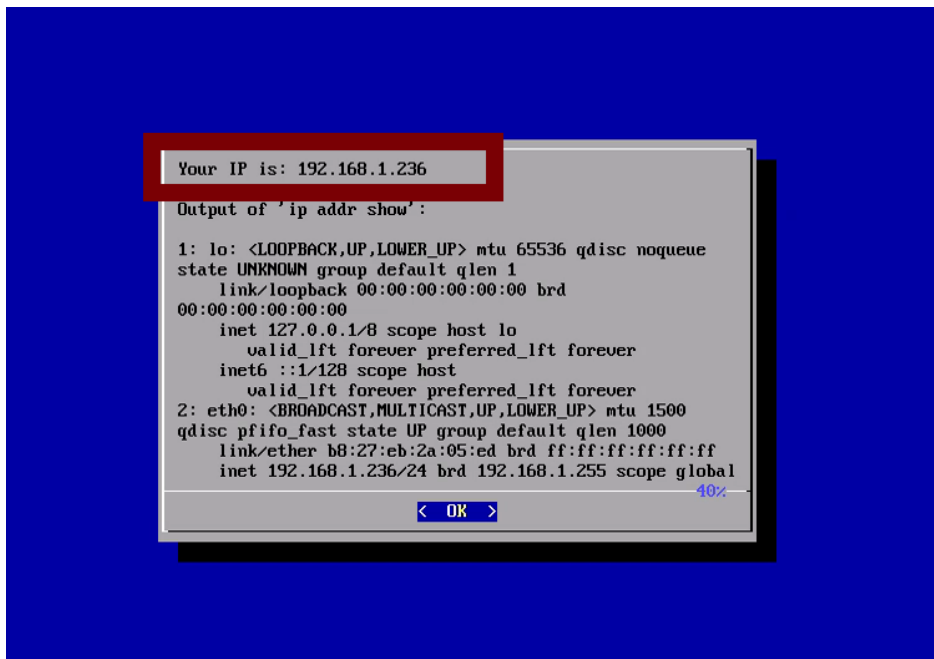 Your IP is: 192.168.1.236
Output of 'ip addr show':
1: lo: <LOOPBACK,UP,LOWER_UP> mtu 65536 qdisc noqueue
state UNKNOWN group default qlen 1
link/loopback 00:00:00:00:00:00 brd
00:00:00:00:00:00
inet 127.0.0.1/8 scope host lo
valid_lft forever preferred_lft forever
inet6 ::1/128 scope host
valid_lft forever preferred_lft forever
2: eth0: <BROADCAST,MULTICAST,UP,LOWER_UP> mtu 1500
qdisc pfifo_fast state UP group default qlen 1000
link/ether b8:27:eb:2a:05:ed brd ff:ff:ff:ff:ff:ff
inet 192.168.1.236/24 brd 192.168.1.255 scope global
40%
< OK >